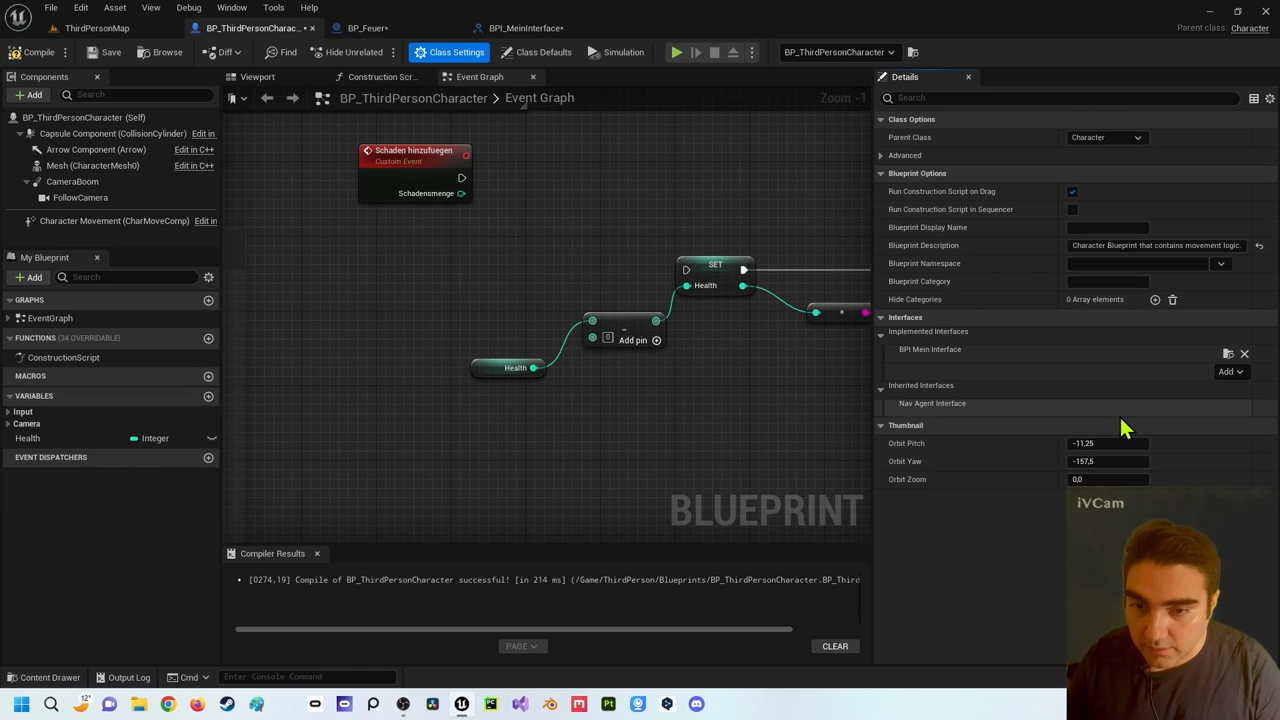 File Edit Asset View Debug Window Tools Help
ThirdPersonMap
BP_ThirdPersonCharac...*
BP_Feuer*
BPI_MeinInterface*
Parent class: Character
Compile
Save
Browse
Diff
Find
Hide Unrelated
Class Settings
Class Defaults
Simulation
BP_ThirdPersonCharacter
Components
Add
Search
BP_ThirdPersonCharacter (Self)
Capsule Component (CollisionCylinder) Edit in
Arrow Component (Arrow) Edit in C++
Mesh (CharacterMesh0) Edit in C++
CameraBoom
FollowCamera
Character Movement (CharMoveComp) Edit in
My Blueprint
Add
Search
GRAPHS
EventGraph
FUNCTIONS (34 OVERRIDABLE)
ConstructionScript
MACROS
VARIABLES
Input
Camera
Health Integer
EVENT DISPATCHERS
Viewport
Construction Scr...
Event Graph
BP_ThirdPersonCharacter > Event Graph
Zoom -1
Schaden hinzufuegen
Custom Event
Schadensmenge
SET
Health
-
0
Add pin
Health
BLUEPRINT
Compiler Results
[0274,19] Compile of BP_ThirdPersonCharacter successful! [in 214 ms] (/Game/ThirdPerson/Blueprints/BP_ThirdPersonCharacter.BP_Third
PAGE
CLEAR
Details
Search
Class Options
Parent Class Character
Advanced
Blueprint Options
Run Construction Script on Drag
Run Construction Script in Sequencer
Blueprint Display Name
Blueprint Description Character Blueprint that contains movement logic.
Blueprint Namespace
Blueprint Category
Hide Categories 0 Array elements
Interfaces
Implemented Interfaces
BPI Mein Interface
Add
Inherited Interfaces
Nav Agent Interface
Thumbnail
Orbit Pitch -11,25
Orbit Yaw -157,5
Orbit Zoom 0,0
iVCam
Content Drawer
Output Log
Cmd
Enter Console Command
12°